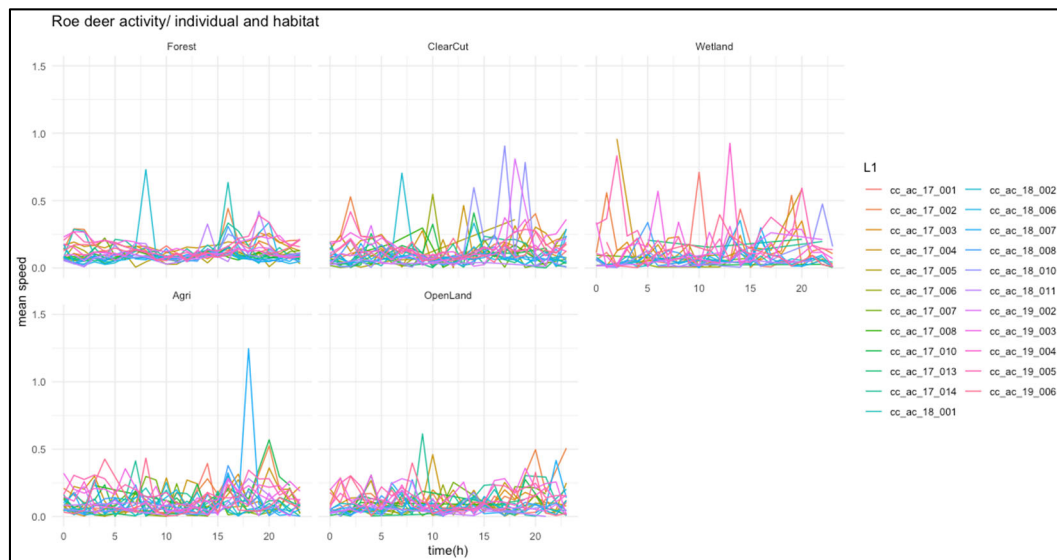 Roe deer activity/ individual and habitat
Forest ClearCut Wetland
1.5
1.0
0.5
0.0
0 5 10 15 20
Agri OpenLand
1.5
1.0
0.5
0.0
0 5 10 15 20 0 5 10 15 20
mean speed
time(h)
L1
cc_ac_17_001 cc_ac_18_002
cc_ac_17_002 cc_ac_18_006
cc_ac_17_003 cc_ac_18_007
cc_ac_17_004 cc_ac_18_008
cc_ac_17_005 cc_ac_18_010
cc_ac_17_006 cc_ac_18_011
cc_ac_17_007 cc_ac_19_002
cc_ac_17_008 cc_ac_19_003
cc_ac_17_010 cc_ac_19_004
cc_ac_17_013 cc_ac_19_005
cc_ac_17_014 cc_ac_19_006
cc_ac_18_001